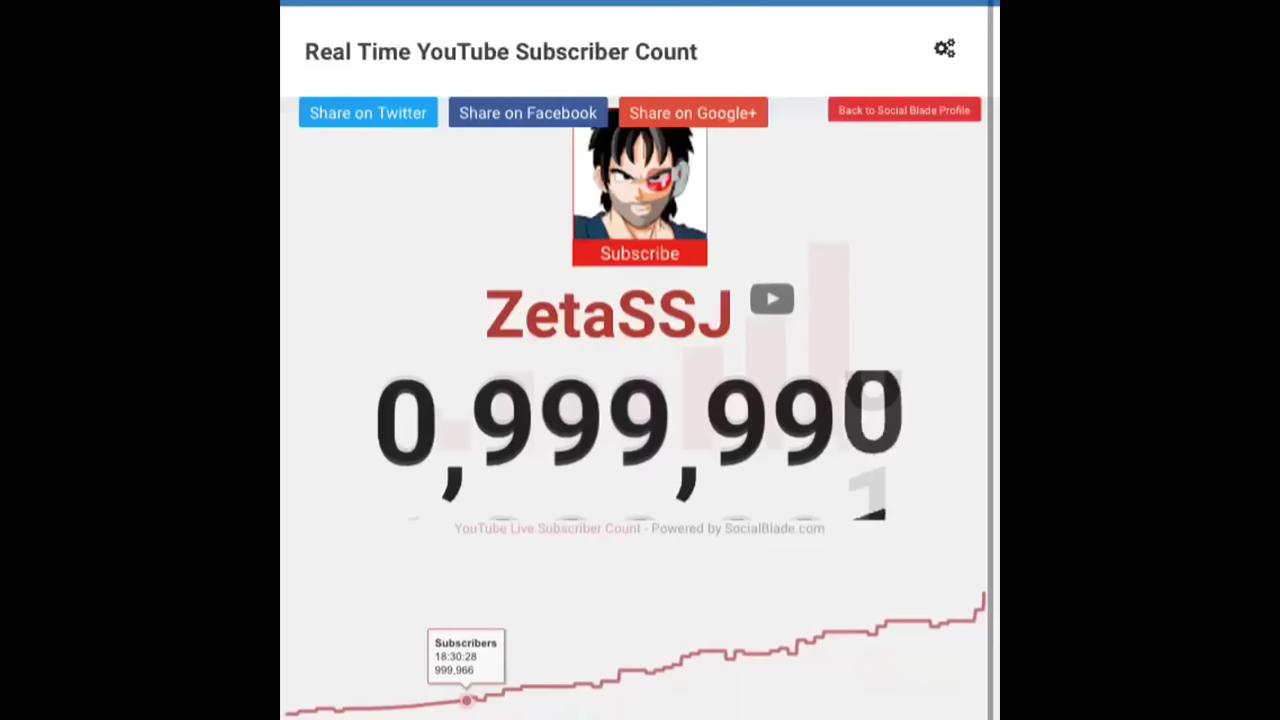 Real Time YouTube Subscriber Count
Share on Twitter
Share on Facebook
Share on Google+
Back to Social Blade Profile
Subscribe
ZetaSSJ
0,999,990
1
YouTube Live Subscriber Count - Powered by SocialBlade.com
Subscribers
18:30:28
999,966